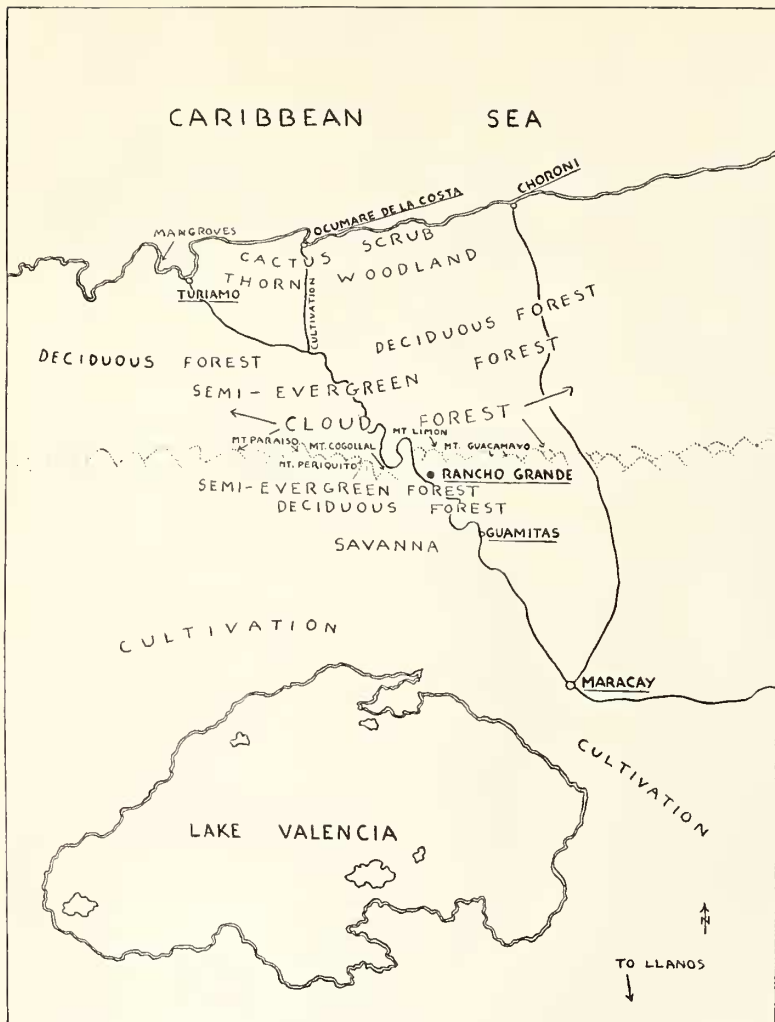 CARIBBEAN SEA
CHORONI
OCUMARE DE LA COSTA
MANGROVES
CACTUS SCRUB
THORN WOODLAND
TURIAMO
CULTIVATION
DECIDUOUS FOREST
DECIDUOUS FOREST
FOREST
SEMI-EVERGREEN
CLOUD FOREST
MT LIMON
MT PARAISO
MT. COGOLLAL
MT. GUACAMAYO
MT. PERIQUITO
RANCHO GRANDE
SEMI-EVERGREEN FOREST
DECIDUOUS FOREST
GUAMITAS
SAVANNA
CULTIVATION
MARACAY
CULTIVATION
LAKE VALENCIA
N
TO LLANOS